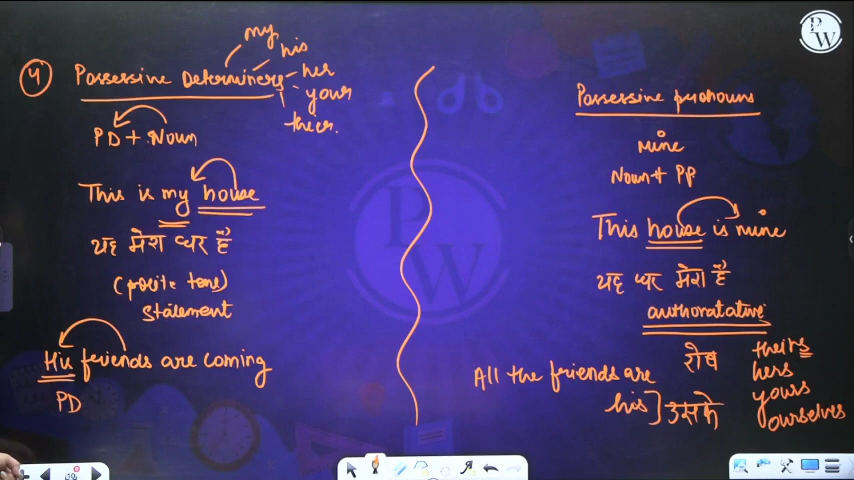 my
his
④ Possessive Determiners her
your
their
PD + Noun
This is my house
यह मेरा घर है
(polite tone)
statement
His friends are coming
PD
Possessive pronouns
mine
Noun + PP
This house is mine
यह घर मेरा है
authoratative
रोब
All the friends are
his] उसके
theirs
hers
yours
ourselves
PW
PW